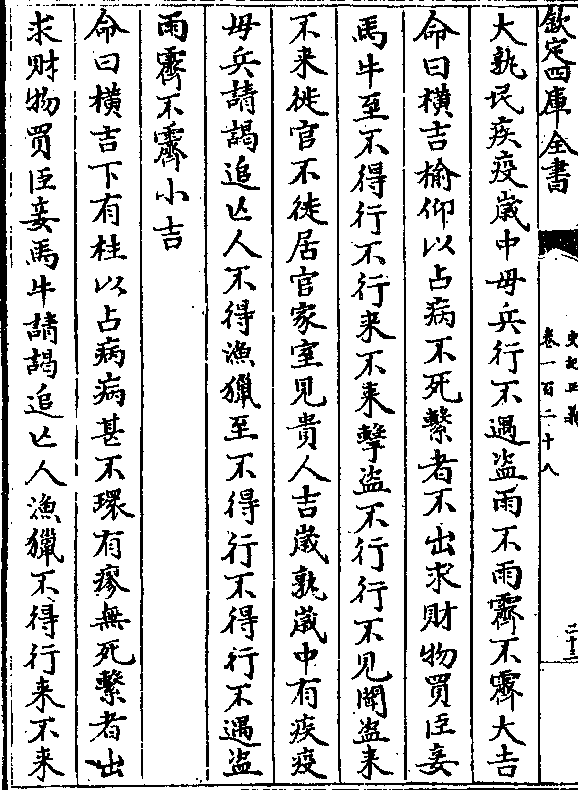 欽定四庫全書
史記正義
卷一百二十八
大孰民疾疫歲中毋兵行不遇盜雨不雨霽不霽大吉
命曰橫吉榆仰以占病不死繫者不出求財物買臣妾
馬牛至不得行不行来不来擊盜不行行不見聞盜来
不来徙官不徙居官家室見貴人吉歲孰歲中有疾疫
毋兵請謁追亡人不得漁獵至不得行不得行不遇盜
雨霽不霽小吉
命曰橫吉下有柱以占病病甚不環有瘳無死繫者出
求財物買臣妾馬牛請謁追亡人漁獵不得行来不来